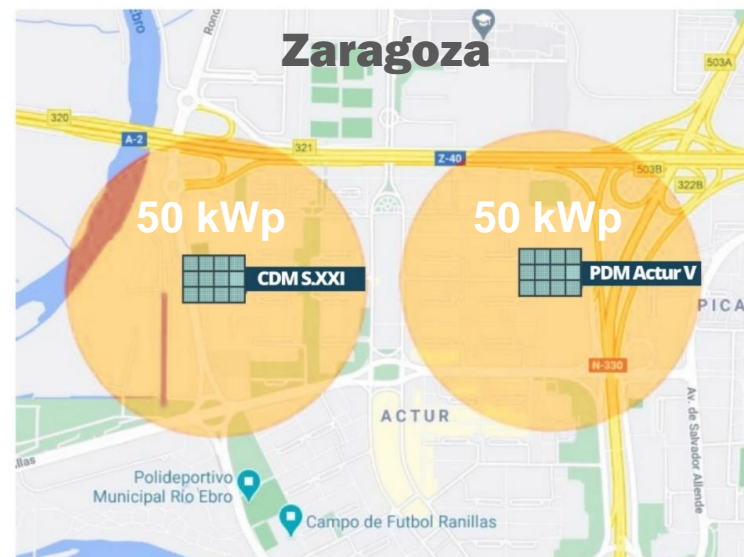 Zaragoza
Ebro
Rond
503A
320
A-2
321
Z-40
503B
322B
50 kWp
50 kWp
CDM S.XXI
PDM Actur V
PICA
N-330
ACTUR
Av. de Salvador Allende
illas
Polideportivo
Municipal Río Ebro
Campo de Futbol Ranillas